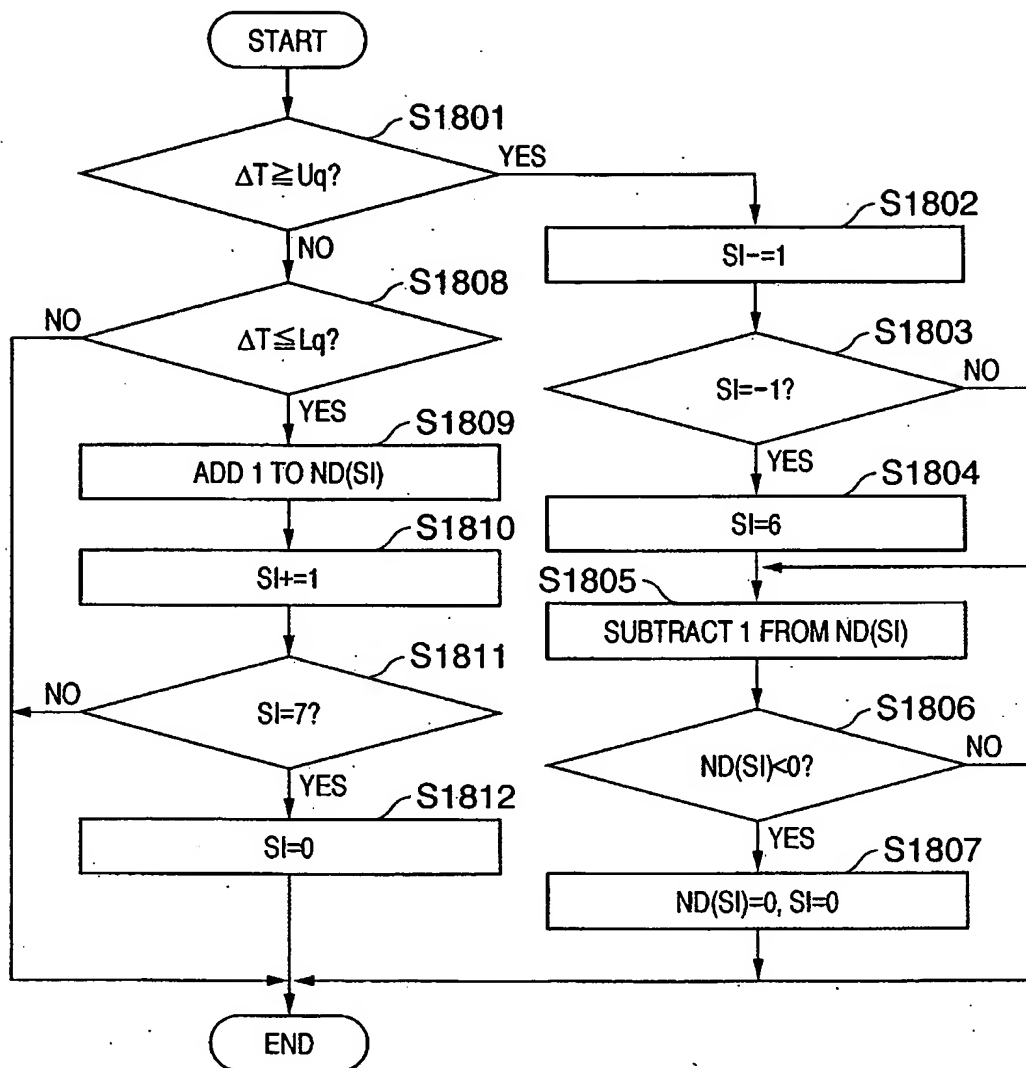 START
S1801
ΔT≧Uq?
YES
NO
S1802
SI-=1
S1808
NO
ΔT≦Lq?
YES
S1803
SI=-1?
NO
YES
S1809
ADD 1 TO ND(SI)
S1804
SI=6
S1810
SI+=1
S1805
SUBTRACT 1 FROM ND(SI)
S1811
NO
SI=7?
YES
S1806
ND(SI)<0?
NO
YES
S1812
SI=0
S1807
ND(SI)=0, SI=0
END